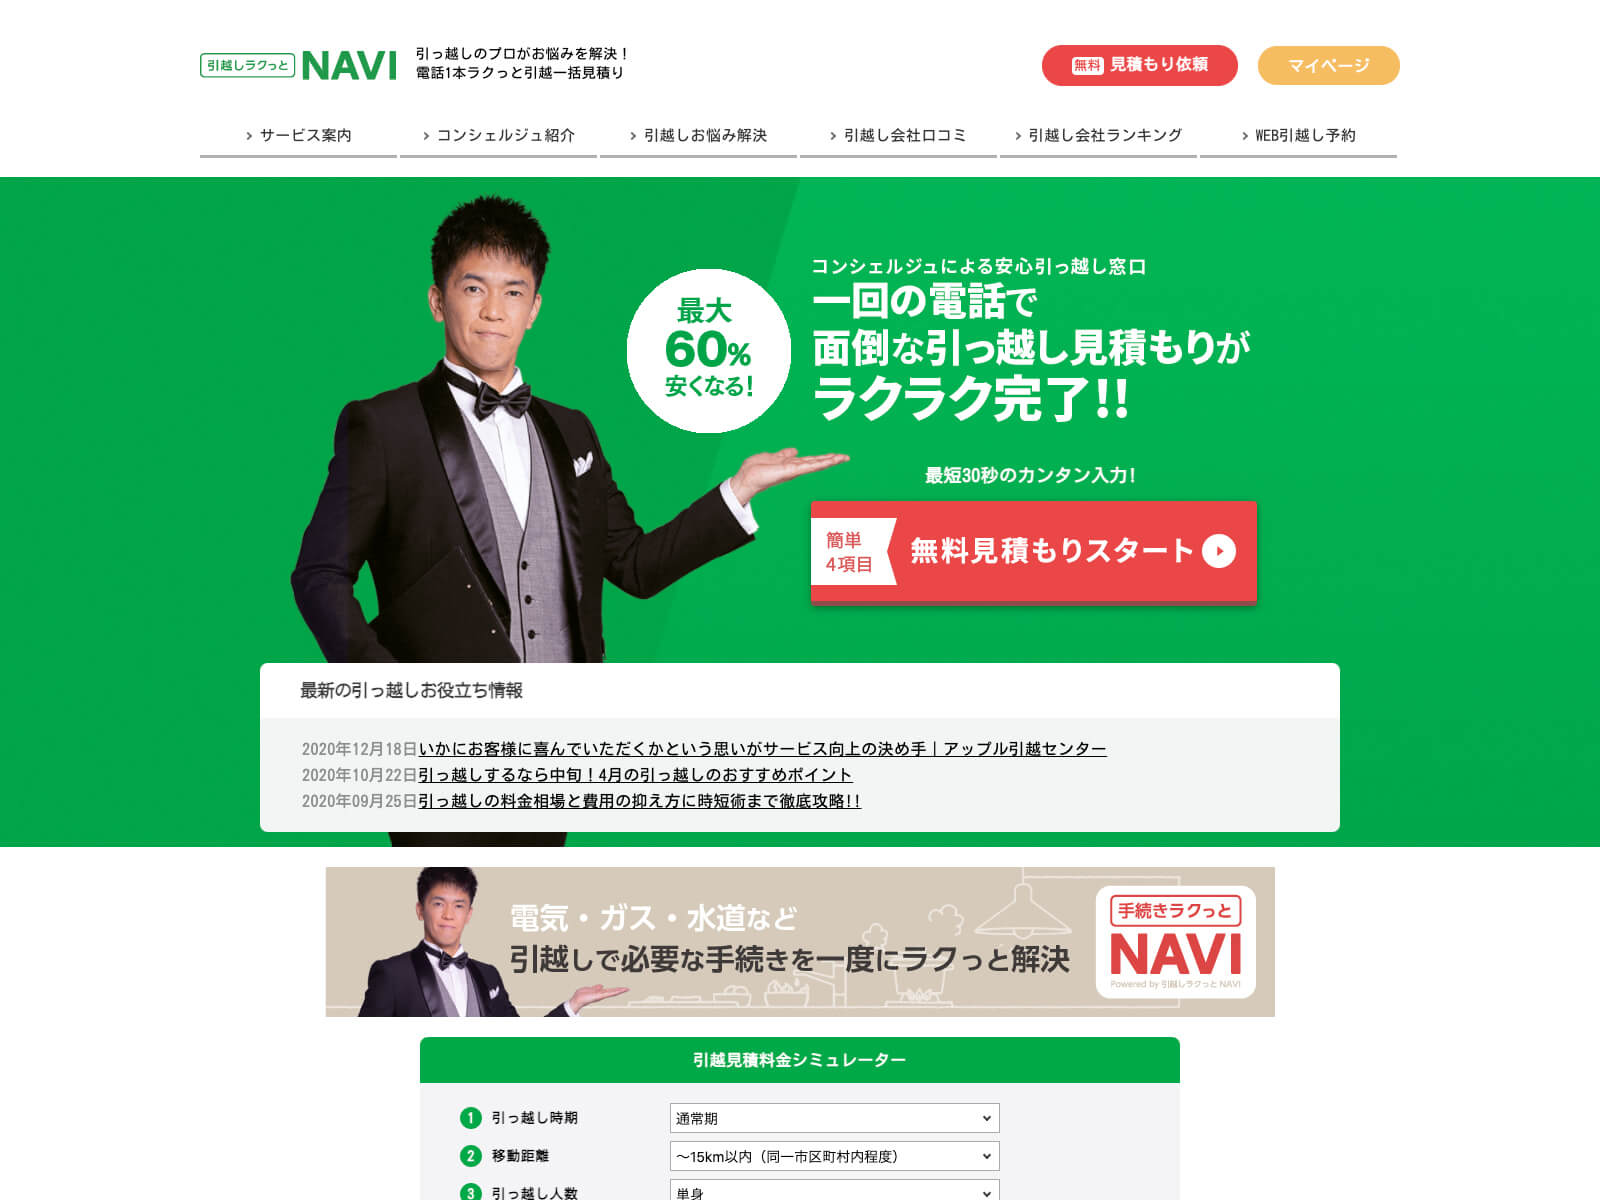 引越しラクっと NAVI
引っ越しのプロがお悩みを解決！
電話1本ラクっと引越一括見積り
無料 見積もり依頼
マイページ
サービス案内
コンシェルジュ紹介
引越しお悩み解決
引越し会社口コミ
引越し会社ランキング
WEB引越し予約
最大
60%
安くなる!
コンシェルジュによる安心引っ越し窓口
一回の電話で
面倒な引っ越し見積もりが
ラクラク完了!!
最短30秒のカンタン入力!
簡単
4項目
無料見積もりスタート
最新の引っ越しお役立ち情報
2020年12月18日いかにお客様に喜んでいただくかという思いがサービス向上の決め手｜アップル引越センター
2020年10月22日引っ越しするなら中旬！4月の引っ越しのおすすめポイント
2020年09月25日引っ越しの料金相場と費用の抑え方に時短術まで徹底攻略!!
電気・ガス・水道など
引越しで必要な手続きを一度にラクっと解決
手続きラクっと
NAVI
Powered by 引越しラクっと NAVI
引越見積料金シミュレーター
1 引っ越し時期
通常期
2 移動距離
～15km以内（同一市区町村内程度）
3 引っ越し人数
単身